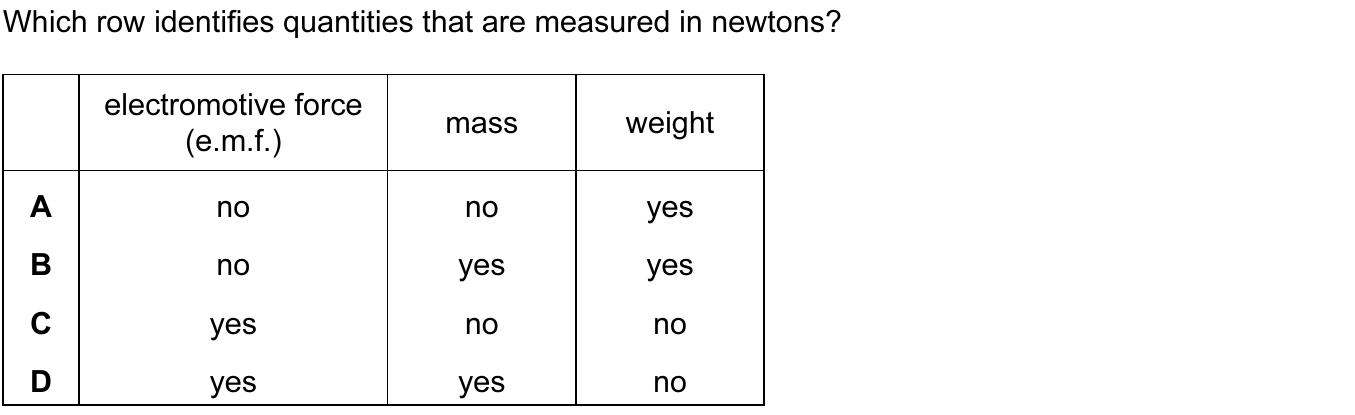 Which row identifies quantities that are measured in newtons?
electromotive force
(e.m.f.)
mass
weight
A no no yes
B no yes yes
C yes no no
D yes yes no